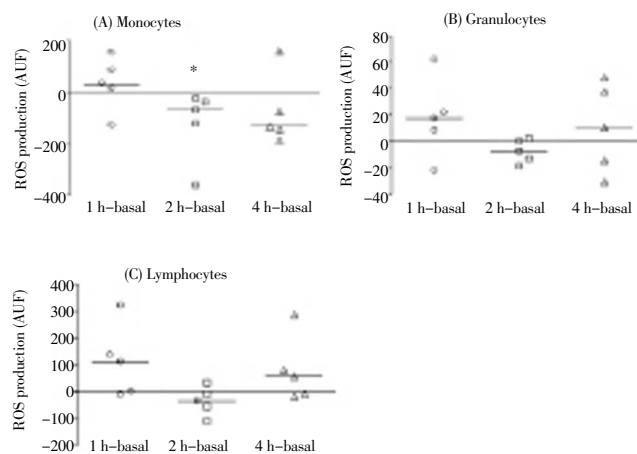 (A) Monocytes
ROS production (AUF)
200
0
−200
−400
*
1 h−basal 2 h−basal 4 h−basal
(B) Granulocytes
ROS production (AUF)
80
60
40
20
0
−20
−40
1 h−basal 2 h−basal 4 h−basal
(C) Lymphocytes
ROS production (AUF)
400
300
200
100
0
−100
−200
1 h−basal 2 h−basal 4 h−basal